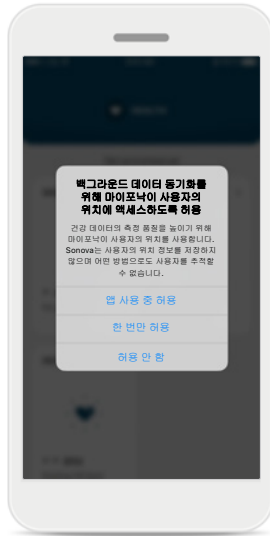 백그라운드 데이터 동기화를
위해 마이포낙이 사용자의
위치에 액세스하도록 허용
건강 데이터의 측정 품질을 높이기 위해
마이포낙이 사용자의 위치를 사용합니다.
Sonova는 사용자의 위치 정보를 저장하지
않으며 어떤 방법으로도 사용자를 추적할
수 없습니다.
앱 사용 중 허용
한 번만 허용
허용 안 함